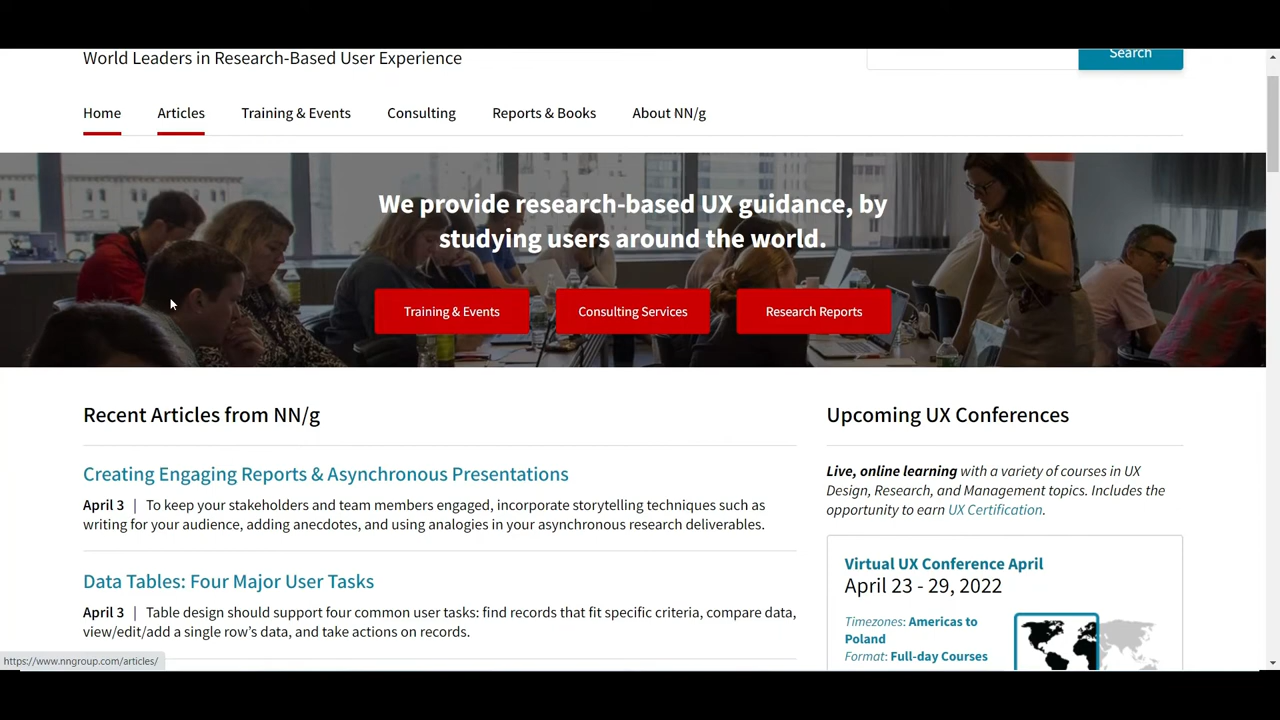 World Leaders in Research-Based User Experience
Search
Home Articles Training & Events Consulting Reports & Books About NN/g
We provide research-based UX guidance, by
studying users around the world.
Training & Events Consulting Services Research Reports
Recent Articles from NN/g
Creating Engaging Reports & Asynchronous Presentations
April 3 | To keep your stakeholders and team members engaged, incorporate storytelling techniques such as
writing for your audience, adding anecdotes, and using analogies in your asynchronous research deliverables.
Data Tables: Four Major User Tasks
April 3 | Table design should support four common user tasks: find records that fit specific criteria, compare data,
view/edit/add a single row's data, and take actions on records.
Upcoming UX Conferences
Live, online learning with a variety of courses in UX
Design, Research, and Management topics. Includes the
opportunity to earn UX Certification.
Virtual UX Conference April
April 23 - 29, 2022
Timezones: Americas to
Poland
Format: Full-day Courses
https://www.nngroup.com/articles/